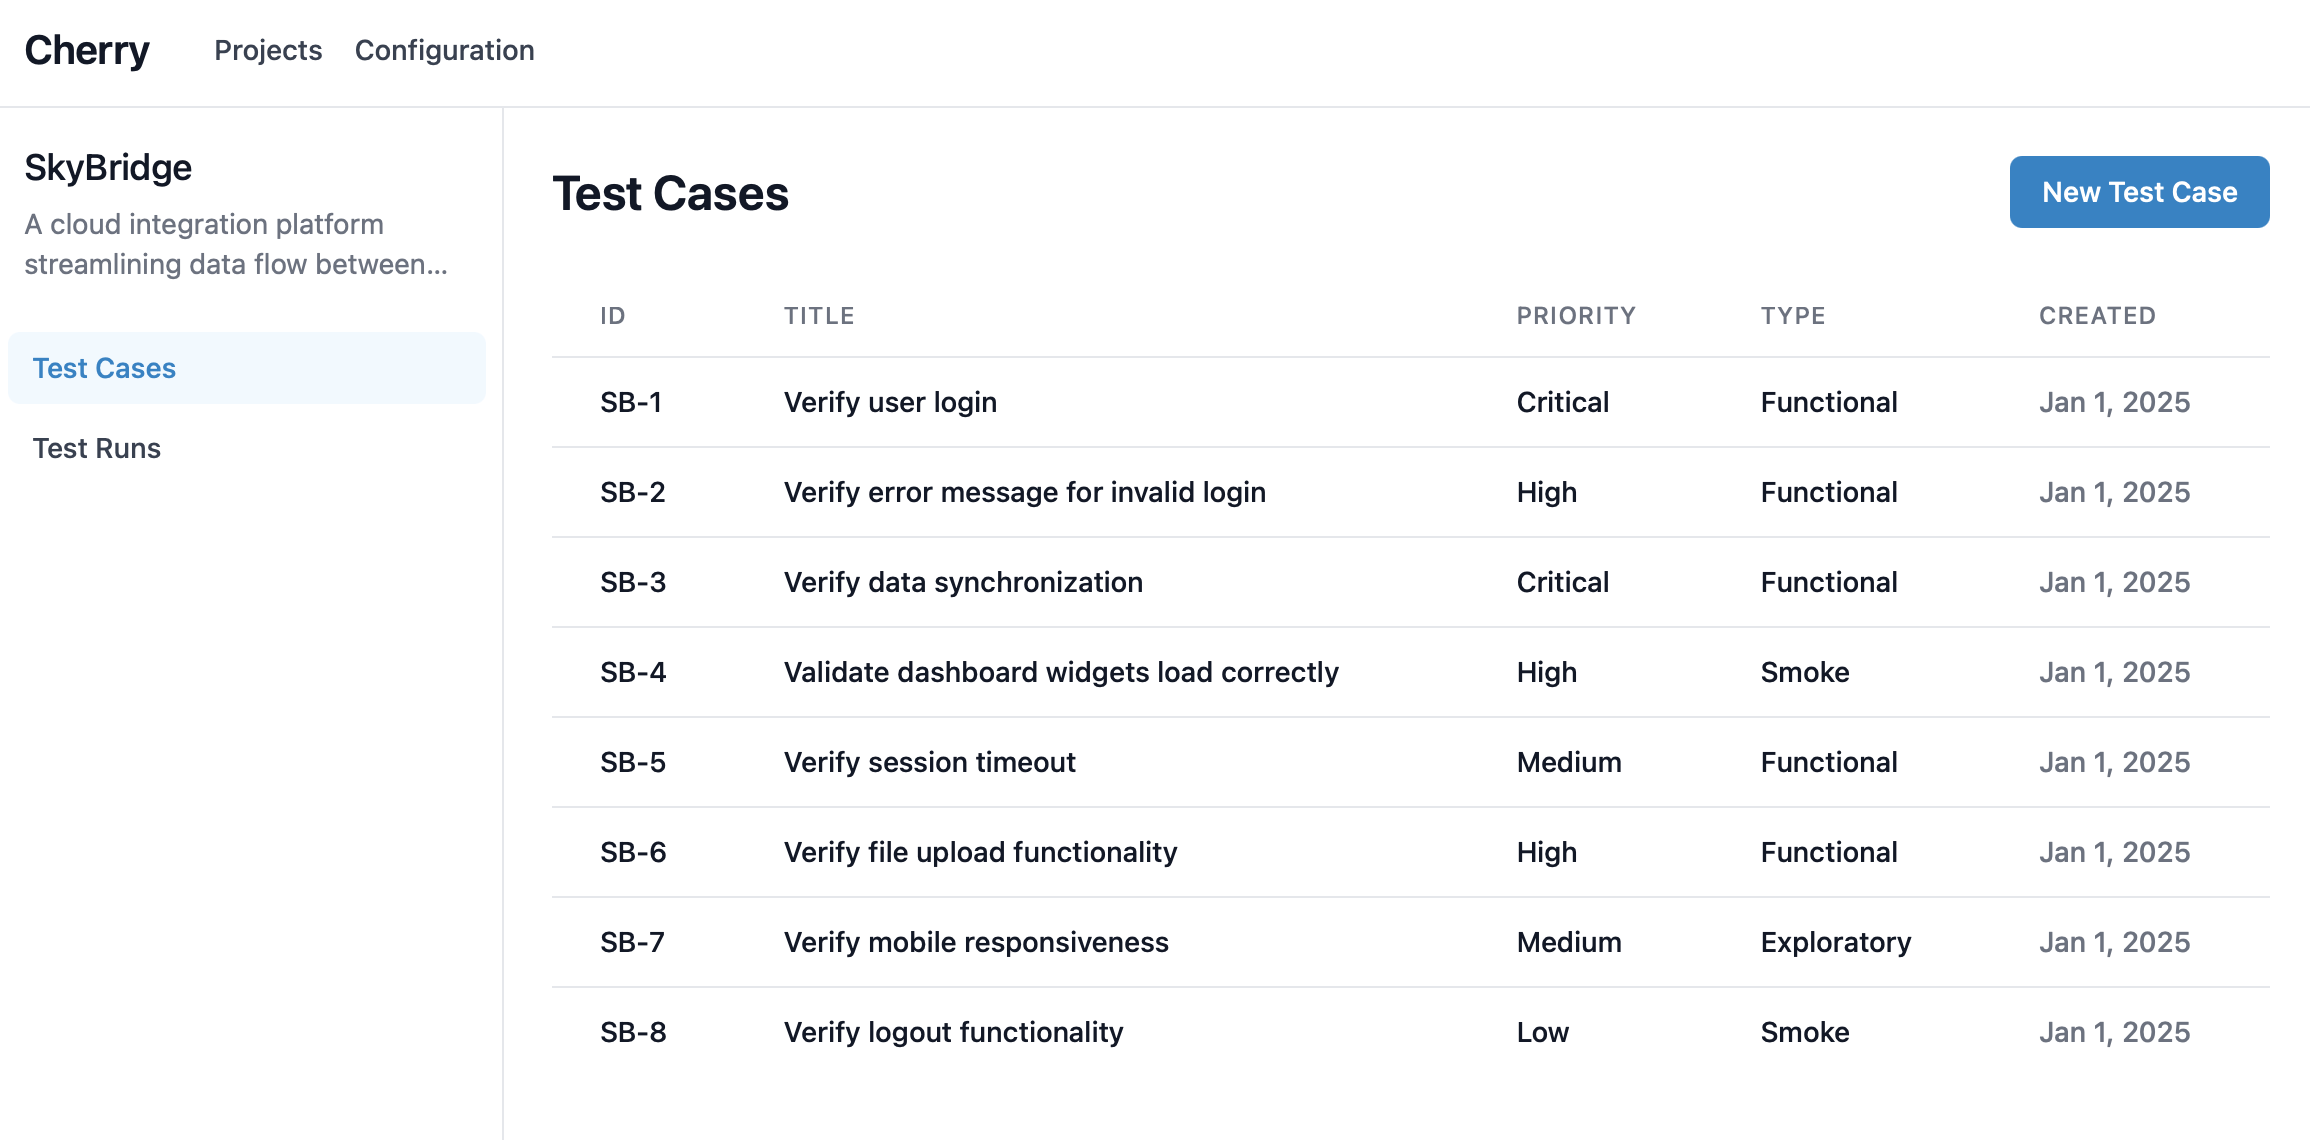 Cherry Projects Configuration
SkyBridge
A cloud integration platform
streamlining data flow between...
Test Cases
Test Runs
Test Cases
New Test Case
ID TITLE PRIORITY TYPE CREATED
SB-1 Verify user login Critical Functional Jan 1, 2025
SB-2 Verify error message for invalid login High Functional Jan 1, 2025
SB-3 Verify data synchronization Critical Functional Jan 1, 2025
SB-4 Validate dashboard widgets load correctly High Smoke Jan 1, 2025
SB-5 Verify session timeout Medium Functional Jan 1, 2025
SB-6 Verify file upload functionality High Functional Jan 1, 2025
SB-7 Verify mobile responsiveness Medium Exploratory Jan 1, 2025
SB-8 Verify logout functionality Low Smoke Jan 1, 2025